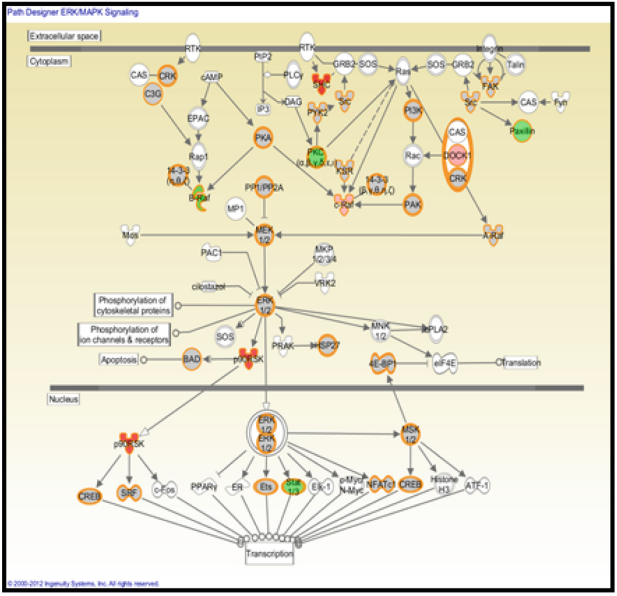 Path Designer ERK/MAPK Signaling
Extracellular space
Cytoplasm
RTK
PIP2
RTK
GRB2
SOS
Ras
SOS
GRB2
Integrin
Talin
CAS
CRK
cAMP
PLCγ
SRC
FAK
C3G
IP3
DAG
PYK2
Src
PI3K
Src
CAS
Fyn
EPAC
PKA
PKC
(α,β,γ,δ,ε,ι)
CAS
Paxillin
Rap1
KSR
Rac
DOCK1
14-3-3
(η,θ,ζ)
PP1/PP2A
14-3-3
(β,γ,θ,η,ζ)
CRK
B-Raf
MP1
c-Raf
PAK
Mos
MEK
1/2
A-Raf
PAC1
MKP
1/2/3/4
cilostazol
VRK2
Phosphorylation of
cytoskeletal proteins
ERK
1/2
Phosphorylation of
ion channels & receptors
SOS
PRAK
HSP27
MNK
1/2
cPLA2
Apoptosis
BAD
p90RSK
4E-BP1
eIF4E
Translation
Nucleus
p90RSK
ERK
1/2
ERK
1/2
MSK
1/2
CREB
SRF
c-Fos
PPARγ
ER
Ets
Stat
1/3
Elk-1
c-Myc/
N-Myc
NFATc1
CREB
Histone
H3
ATF-1
Transcription
© 2000-2012 Ingenuity Systems, Inc. All rights reserved.